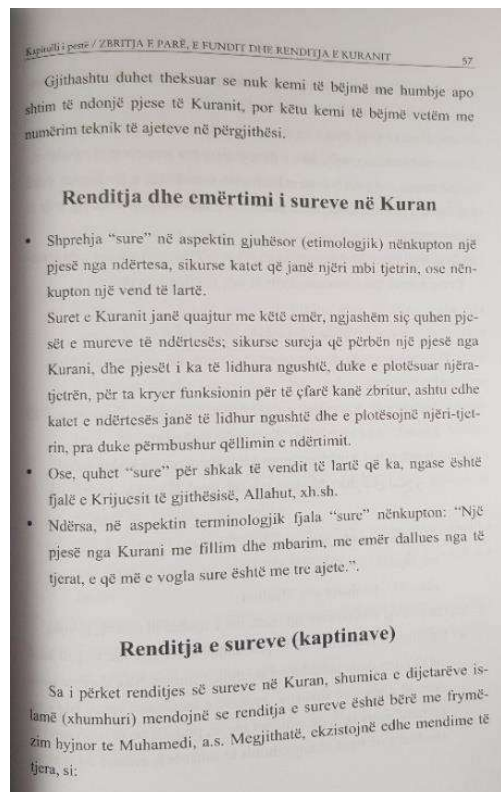 Kapitulli i pestë / ZBRITJA E PARË, E FUNDIT DHE RENDITJA E KURANIT 57
Gjithashtu duhet theksuar se nuk kemi të bëjmë me humbje apo
shtim të ndonjë pjese të Kuranit, por këtu kemi të bëjmë vetëm me
numërim teknik të ajeteve në përgjithësi.
Renditja dhe emërtimi i sureve në Kuran
• Shprehja “sure” në aspektin gjuhësor (etimologjik) nënkupton një
pjesë nga ndërtesa, sikurse katet që janë njëri mbi tjetrin, ose nën-
kupton një vend të lartë.
Suret e Kuranit janë quajtur me këtë emër, ngjashëm siç quhen pje-
sët e mureve të ndërtesës; sikurse sureja që përbën një pjesë nga
Kurani, dhe pjesët i ka të lidhura ngushtë, duke e plotësuar njëra-
tjetrën, për ta kryer funksionin për të çfarë kanë zbritur, ashtu edhe
katet e ndërtesës janë të lidhur ngushtë dhe e plotësojnë njëri-tjet-
rin, pra duke përmbushur qëllimin e ndërtimit.
• Ose, quhet “sure” për shkak të vendit të lartë që ka, ngase është
fjalë e Krijuesit të gjithësisë, Allahut, xh.sh.
• Ndërsa, në aspektin terminologjik fjala “sure” nënkupton: “Një
pjesë nga Kurani me fillim dhe mbarim, me emër dallues nga të
tjerat, e që më e vogla sure është me tre ajete.”.
Renditja e sureve (kaptinave)
Sa i përket renditjes së sureve në Kuran, shumica e dijetarëve is-
lamë (xhumhuri) mendojnë se renditja e sureve është bërë me frymë-
zim hyjnor te Muhamedi, a.s. Megjithatë, ekzistojnë edhe mendime të
tjera, si: